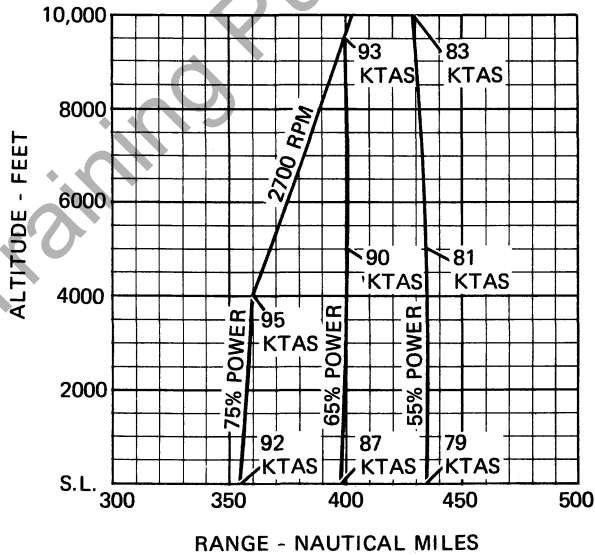 Training
10,000
8000
6000
4000
2000
S.L.
ALTITUDE - FEET
93
KTAS
83
KTAS
2700 RPM
90
KTAS
81
KTAS
95
KTAS
75% POWER
65% POWER
55% POWER
92
KTAS
87
KTAS
79
KTAS
300
350
400
450
500
RANGE - NAUTICAL MILES